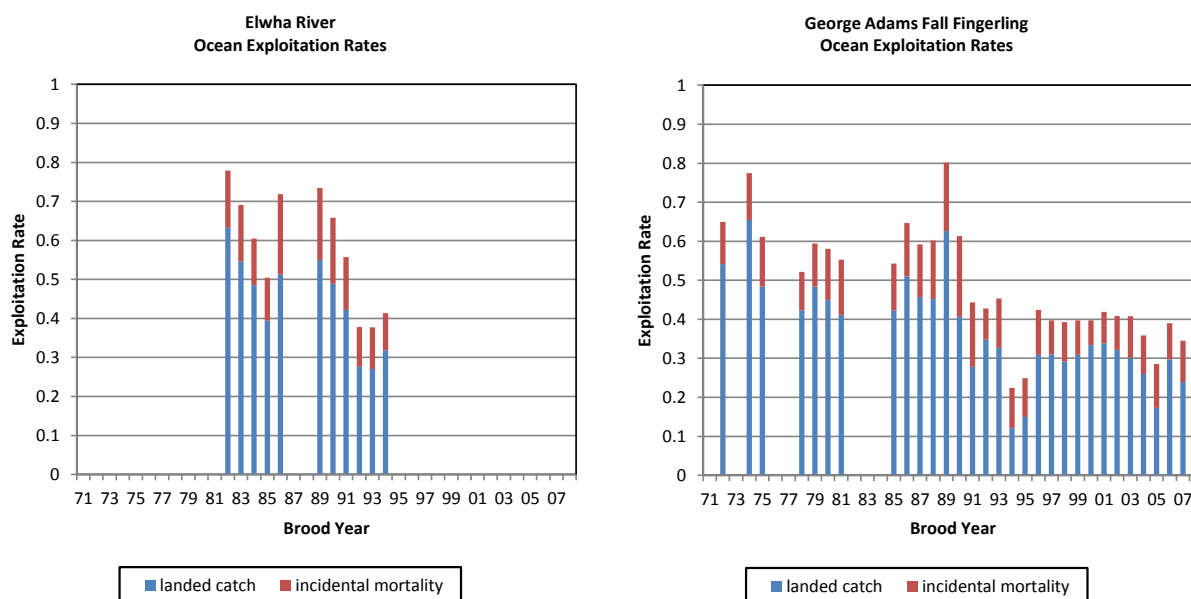 Elwha River
Ocean Exploitation Rates
1
0.9
0.8
0.7
0.6
0.5
0.4
0.3
0.2
0.1
0
Exploitation Rate
71 73 75 77 79 81 83 85 87 89 91 93 95 97 99 01 03 05 07
Brood Year
landed catch incidental mortality
George Adams Fall Fingerling
Ocean Exploitation Rates
1
0.9
0.8
0.7
0.6
0.5
0.4
0.3
0.2
0.1
0
Exploitation Rate
71 73 75 77 79 81 83 85 87 89 91 93 95 97 99 01 03 05 07
Brood Year
landed catch incidental mortality